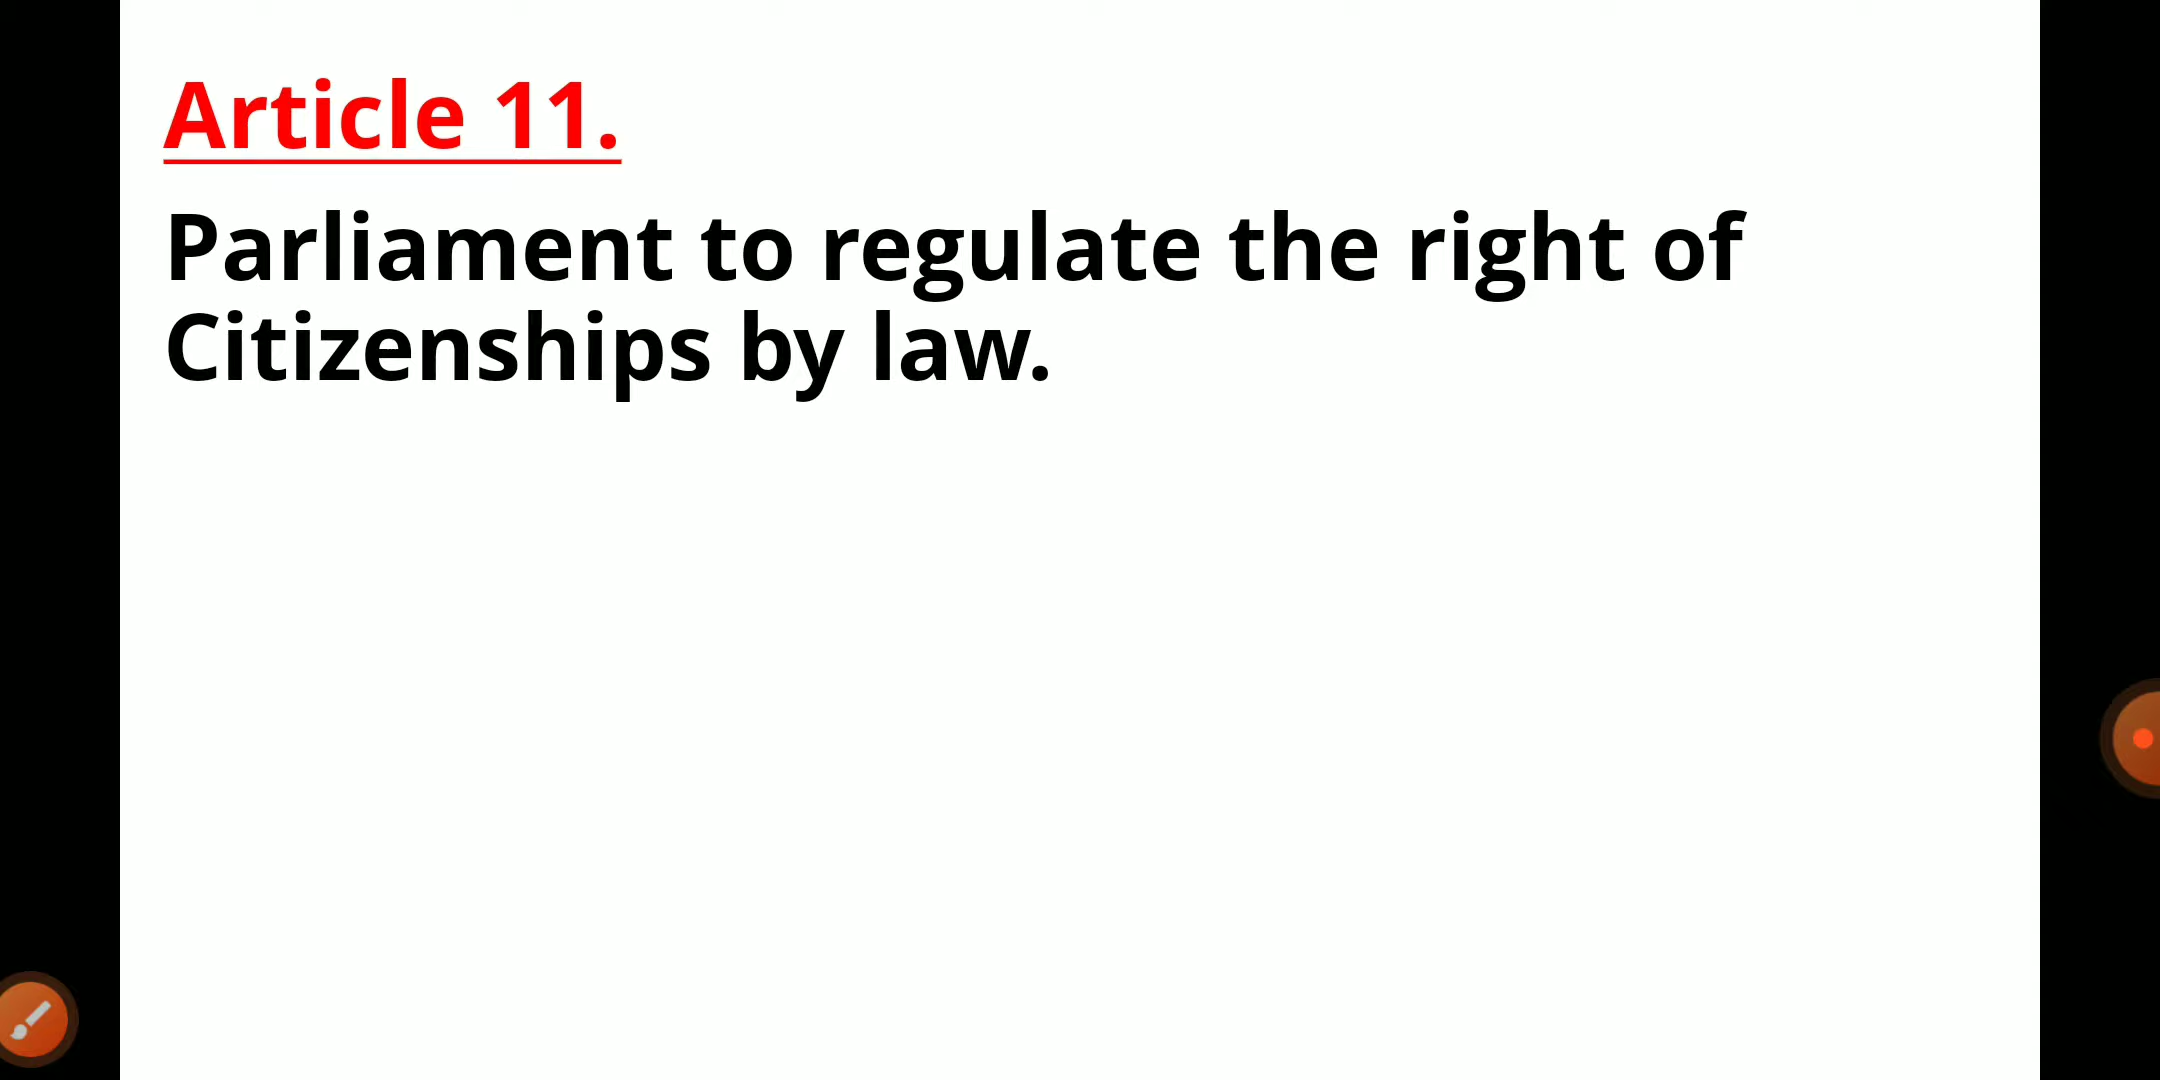 Article 11.
Parliament to regulate the right of
Citizenships by law.